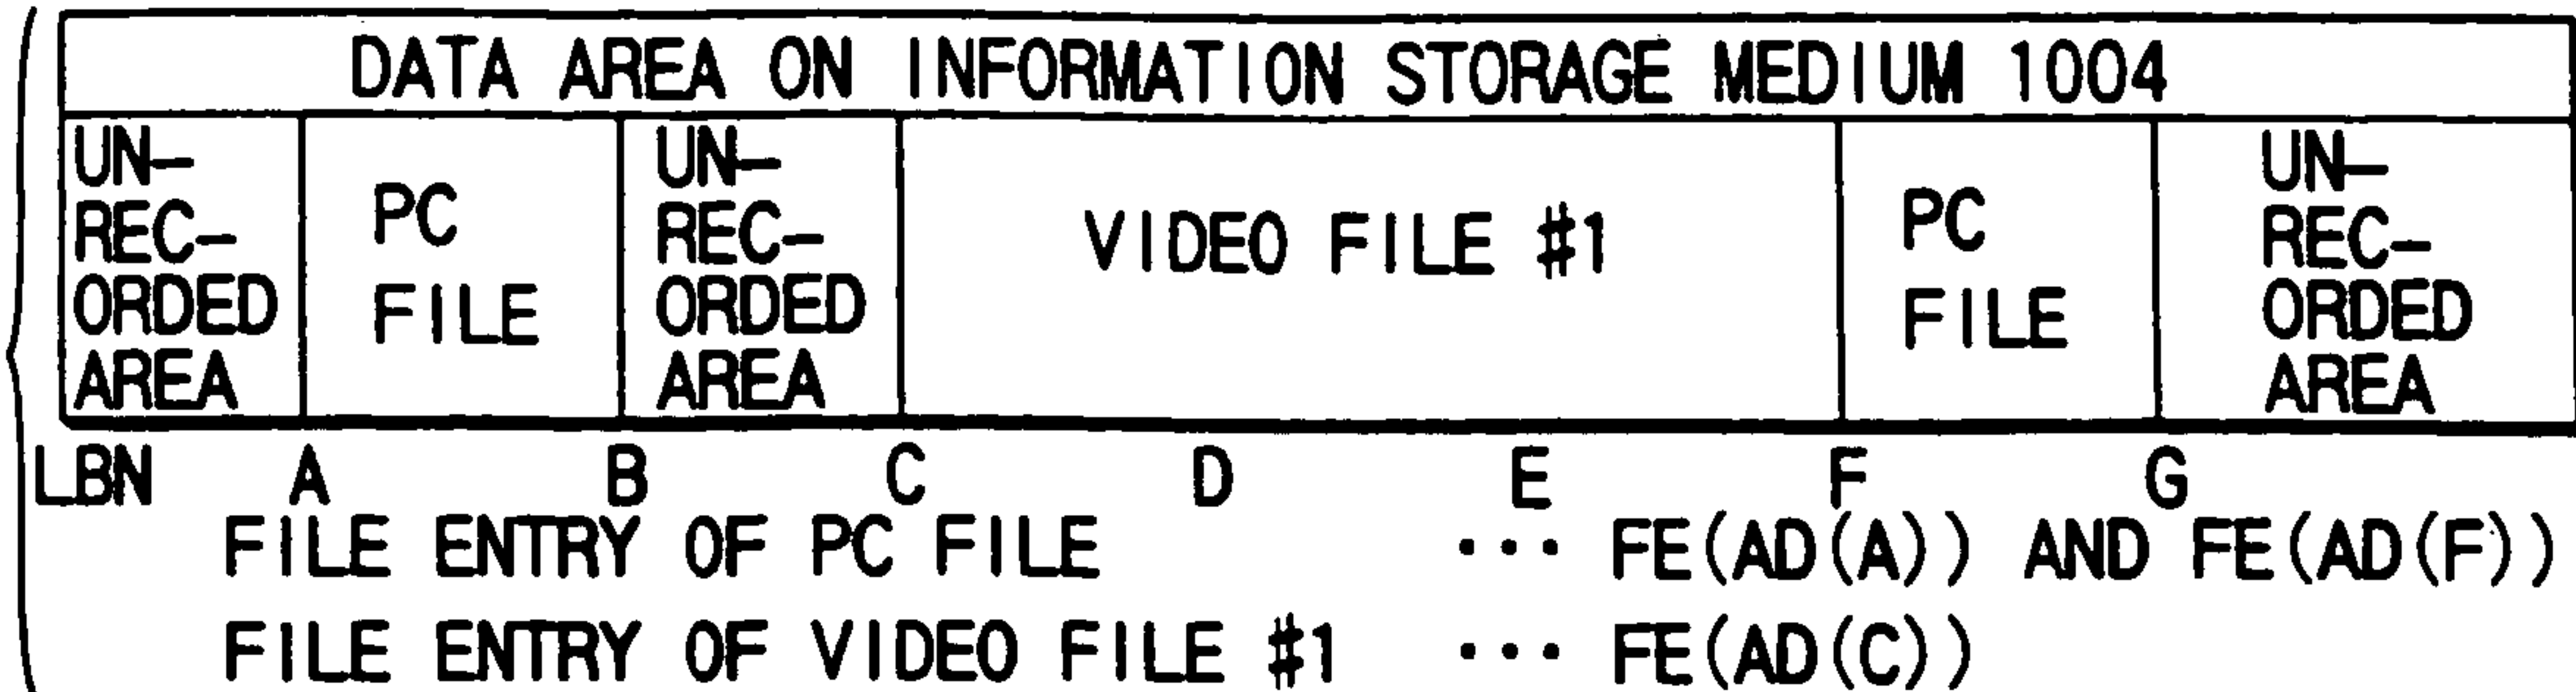 DATA AREA ON INFORMATION STORAGE MEDIUM 1004
UN-
REC-
ORDED
AREA
PC
FILE
UN-
REC-
ORDED
AREA
VIDEO FILE #1
PC
FILE
UN-
REC-
ORDED
AREA
LBN A B C D E F G
FILE ENTRY OF PC FILE ··· FE(AD(A)) AND FE(AD(F))
FILE ENTRY OF VIDEO FILE #1 ··· FE(AD(C))